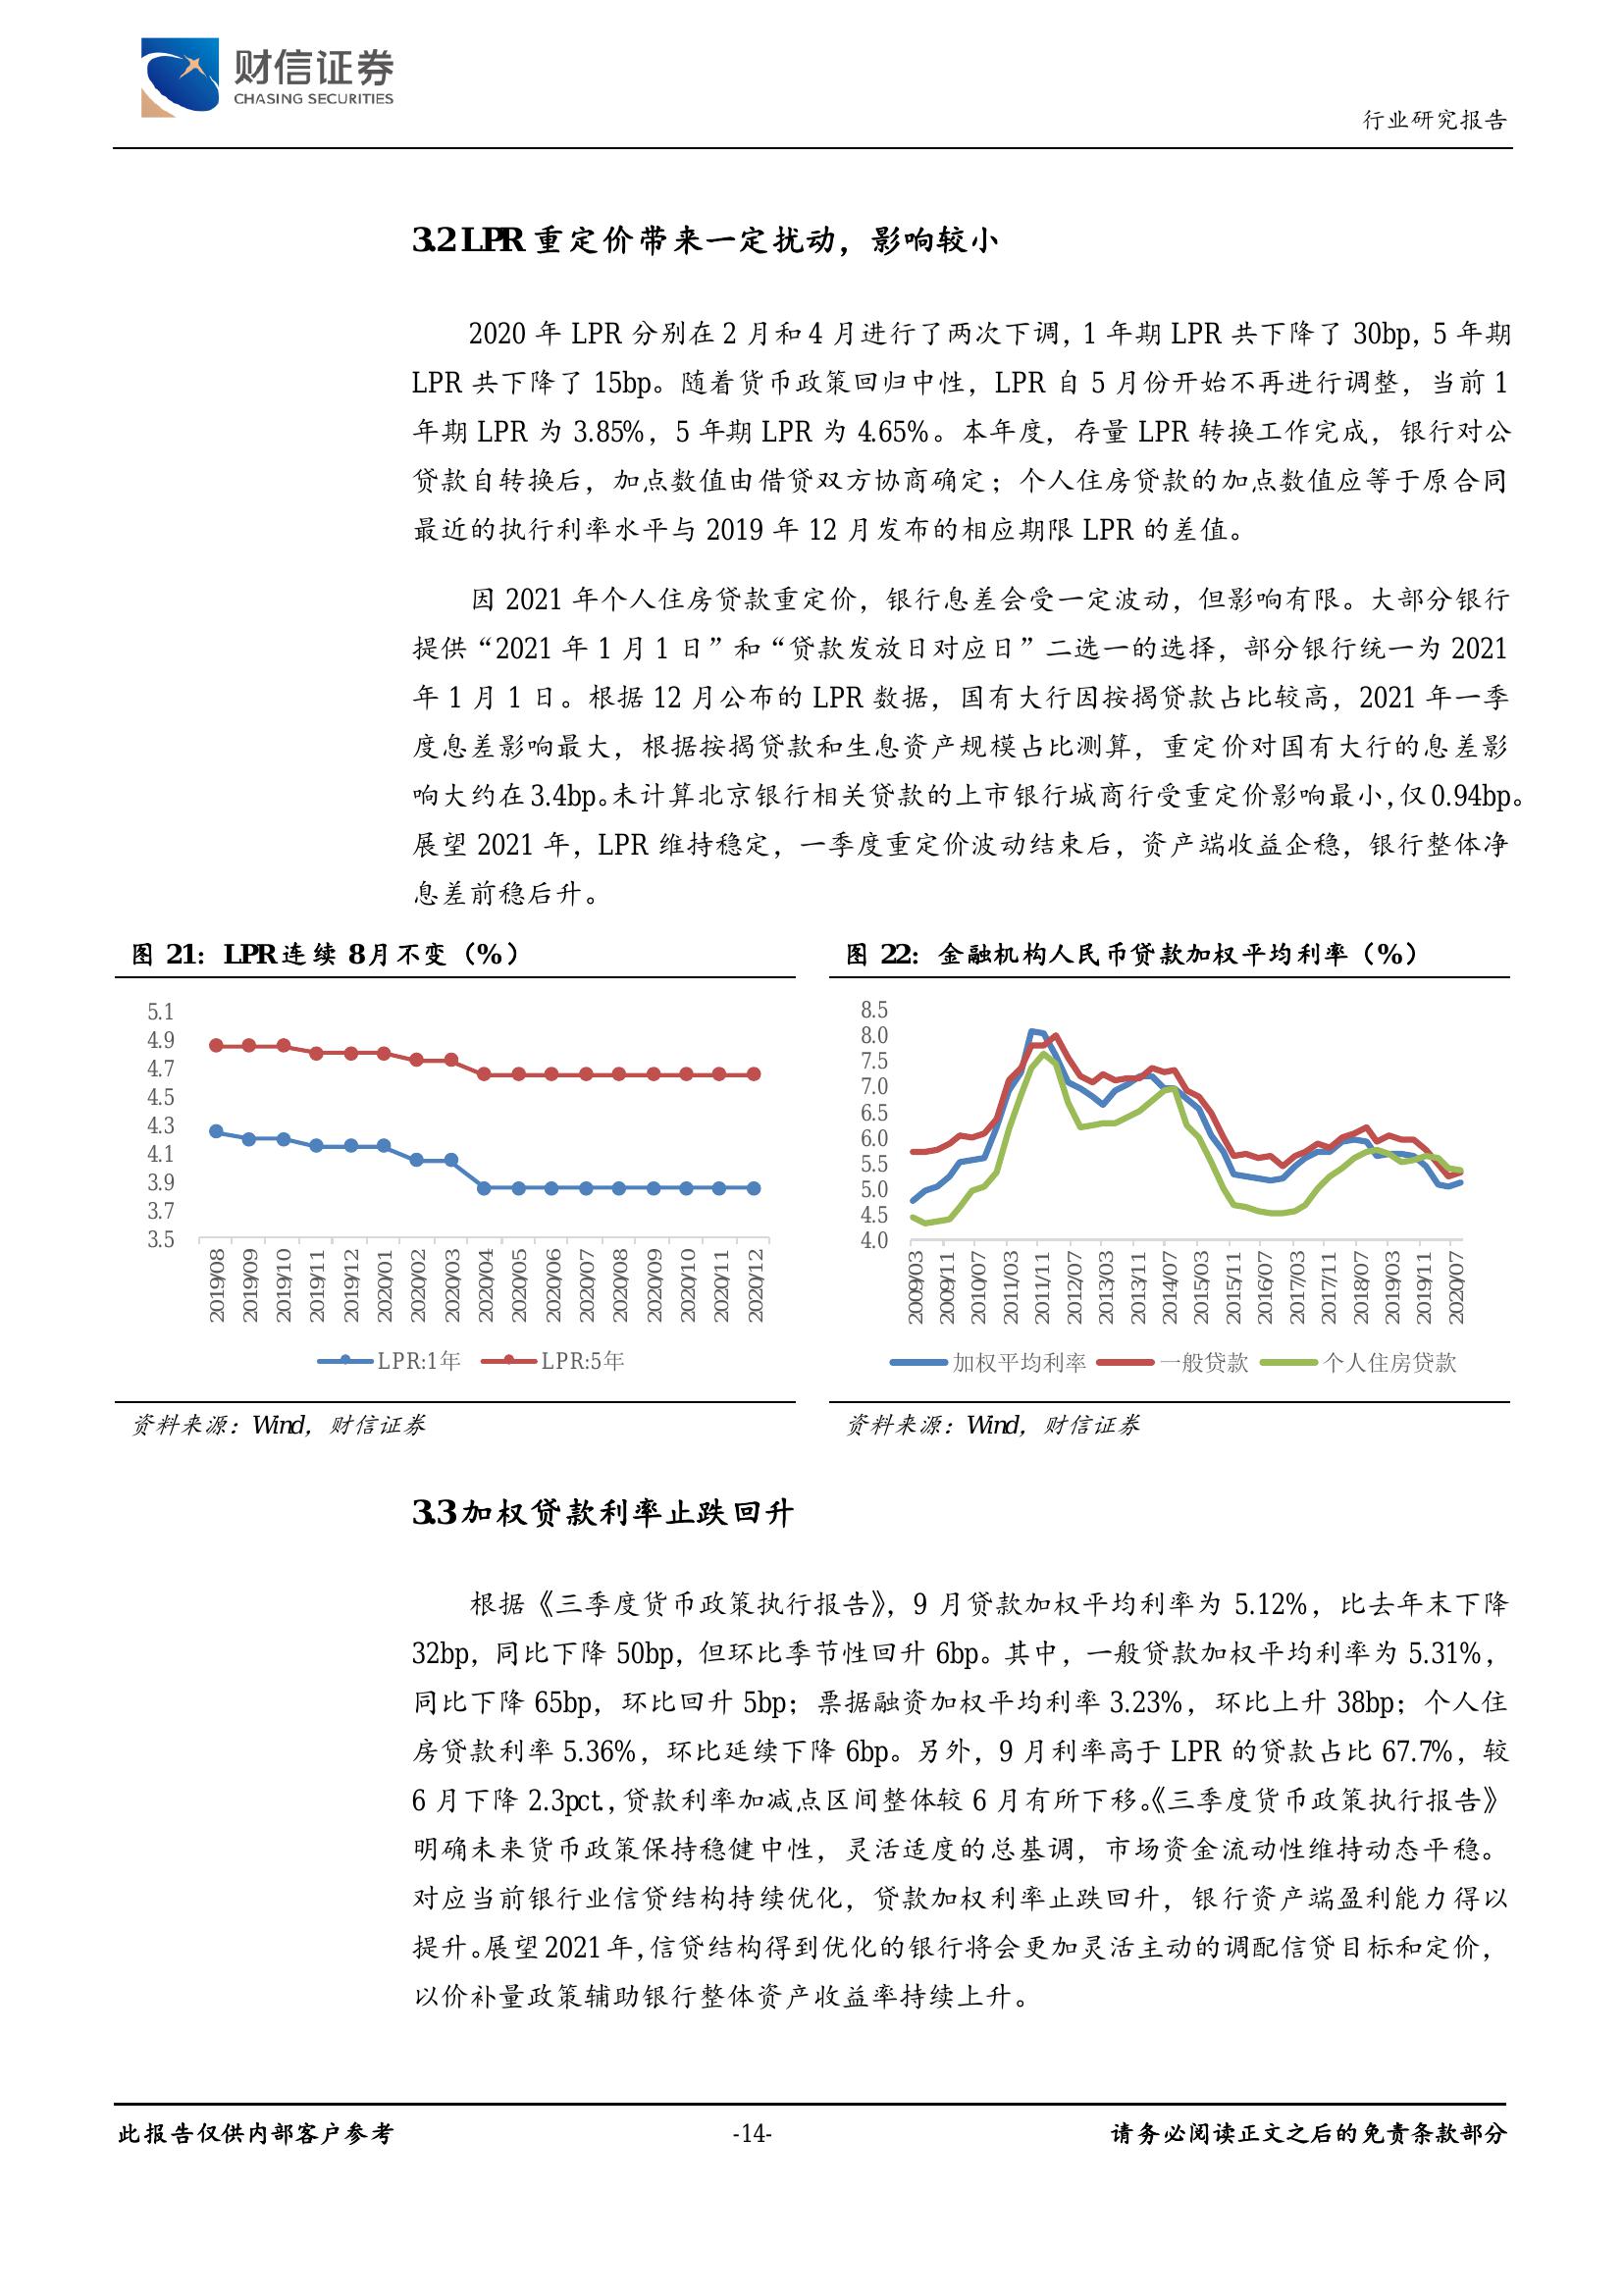 财信证券
CHASING SECURITIES
行业研究报告
3.2 LPR 重定价带来一定扰动，影响较小
2020 年 LPR 分别在 2 月和 4 月进行了两次下调，1 年期 LPR 共下降了 30bp，5 年期
LPR 共下降了 15bp。随着货币政策回归中性，LPR 自 5 月份开始不再进行调整，当前 1
年期 LPR 为 3.85%，5 年期 LPR 为 4.65%。本年度，存量 LPR 转换工作完成，银行对公
贷款自转换后，加点数值由借贷双方协商确定；个人住房贷款的加点数值应等于原合同
最近的执行利率水平与 2019 年 12 月发布的相应期限 LPR 的差值。
因 2021 年个人住房贷款重定价，银行息差会受一定波动，但影响有限。大部分银行
提供“2021 年 1 月 1 日”和“贷款发放日对应日”二选一的选择，部分银行统一为 2021
年 1 月 1 日。根据 12 月公布的 LPR 数据，国有大行因按揭贷款占比较高，2021 年一季
度息差影响最大，根据按揭贷款和生息资产规模占比测算，重定价对国有大行的息差影
响大约在 3.4bp。未计算北京银行相关贷款的上市银行城商行受重定价影响最小，仅 0.94bp。
展望 2021 年，LPR 维持稳定，一季度重定价波动结束后，资产端收益企稳，银行整体净
息差前稳后升。
图 21：LPR 连续 8 月不变（%）
5.1
4.9
4.7
4.5
4.3
4.1
3.9
3.7
3.5
2019/08 2019/09 2019/10 2019/11 2019/12 2020/01 2020/02 2020/03 2020/04 2020/05 2020/06 2020/07 2020/08 2020/09 2020/10 2020/11 2020/12
LPR:1年 LPR:5年
资料来源：Wind，财信证券
图 22：金融机构人民币贷款加权平均利率（%）
8.5
8.0
7.5
7.0
6.5
6.0
5.5
5.0
4.5
4.0
2009/03 2009/11 2010/07 2011/03 2011/11 2012/07 2013/03 2013/11 2014/07 2015/03 2015/11 2016/07 2017/03 2017/11 2018/07 2019/03 2019/11 2020/07
加权平均利率 一般贷款 个人住房贷款
资料来源：Wind，财信证券
3.3 加权贷款利率止跌回升
根据《三季度货币政策执行报告》，9 月贷款加权平均利率为 5.12%，比去年末下降
32bp，同比下降 50bp，但环比季节性回升 6bp。其中，一般贷款加权平均利率为 5.31%，
同比下降 65bp，环比回升 5bp；票据融资加权平均利率 3.23%，环比上升 38bp；个人住
房贷款利率 5.36%，环比延续下降 6bp。另外，9 月利率高于 LPR 的贷款占比 67.7%，较
6 月下降 2.3pct.，贷款利率加减点区间整体较 6 月有所下移。《三季度货币政策执行报告》
明确未来货币政策保持稳健中性，灵活适度的总基调，市场资金流动性维持动态平稳。
对应当前银行业信贷结构持续优化，贷款加权利率止跌回升，银行资产端盈利能力得以
提升。展望 2021 年，信贷结构得到优化的银行将会更加灵活主动的调配信贷目标和定价，
以价补量政策辅助银行整体资产收益率持续上升。
此报告仅供内部客户参考
-14-
请务必阅读正文之后的免责条款部分